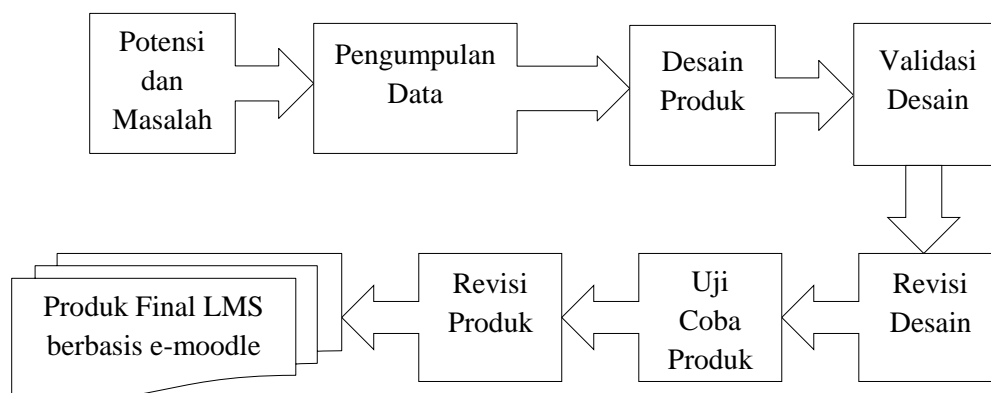 Potensi
dan
Masalah
Pengumpulan
Data
Desain
Produk
Validasi
Desain
Revisi
Desain
Uji
Coba
Produk
Revisi
Produk
Produk Final LMS
berbasis e-moodle